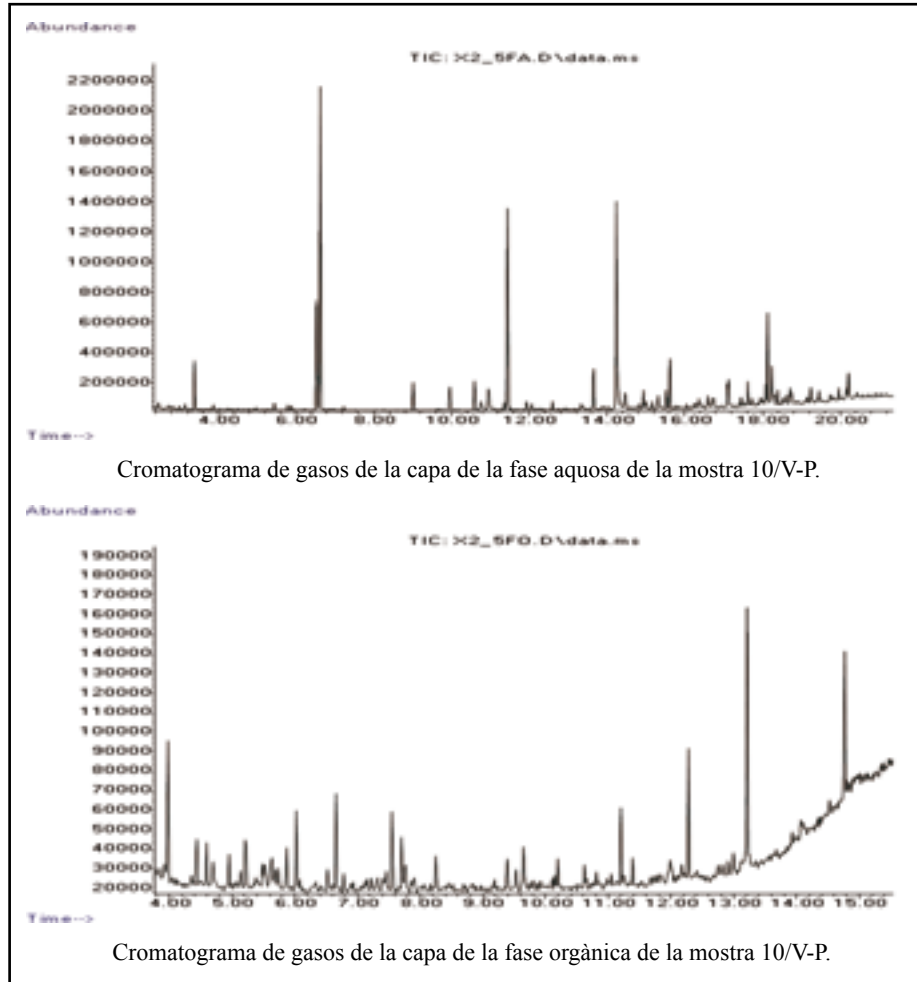 Abundance
TIC: X2_5FA.D\data.ms
2200000
2000000
1800000
1600000
1400000
1200000
1000000
800000
600000
400000
200000
4.00 6.00 8.00 10.00 12.00 14.00 16.00 18.00 20.00
Time-->
Cromatograma de gasos de la capa de la fase aquosa de la mostra 10/V-P.
Abundance
TIC: X2_5FO.D\data.ms
190000
180000
170000
160000
150000
140000
130000
120000
110000
100000
90000
80000
70000
60000
50000
40000
30000
20000
4.00 5.00 6.00 7.00 8.00 9.00 10.00 11.00 12.00 13.00 14.00 15.00
Time-->
Cromatograma de gasos de la capa de la fase orgànica de la mostra 10/V-P.